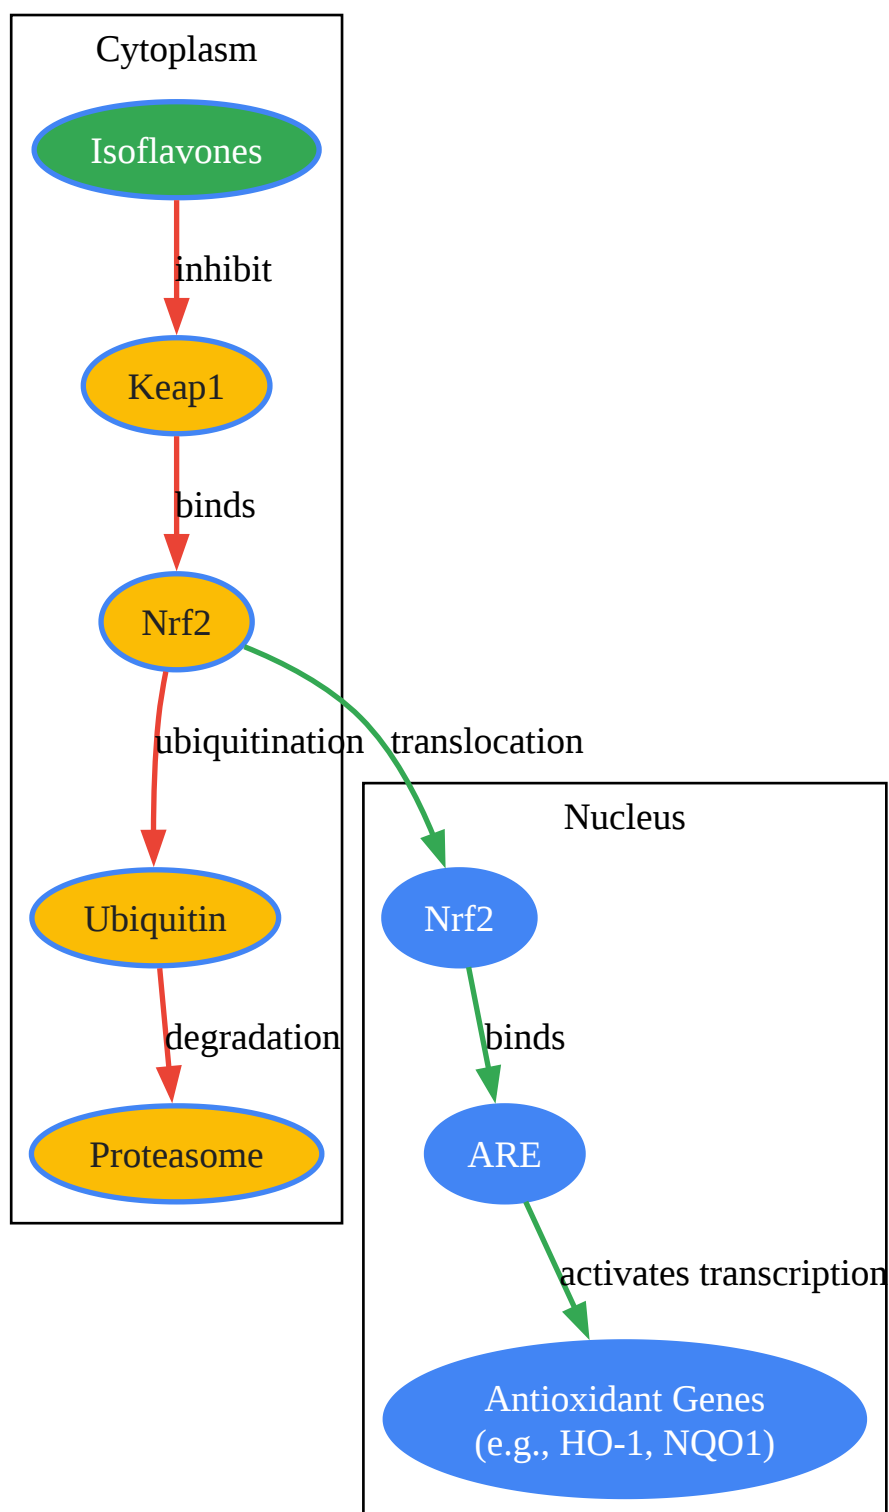 Cytoplasm
Isoflavones
inhibit
Keap1
binds
Nrf2
ubiquitination
translocation
Nucleus
Ubiquitin
Nrf2
degradation
binds
Proteasome
ARE
activates transcription
Antioxidant Genes
(e.g., HO-1, NQO1)